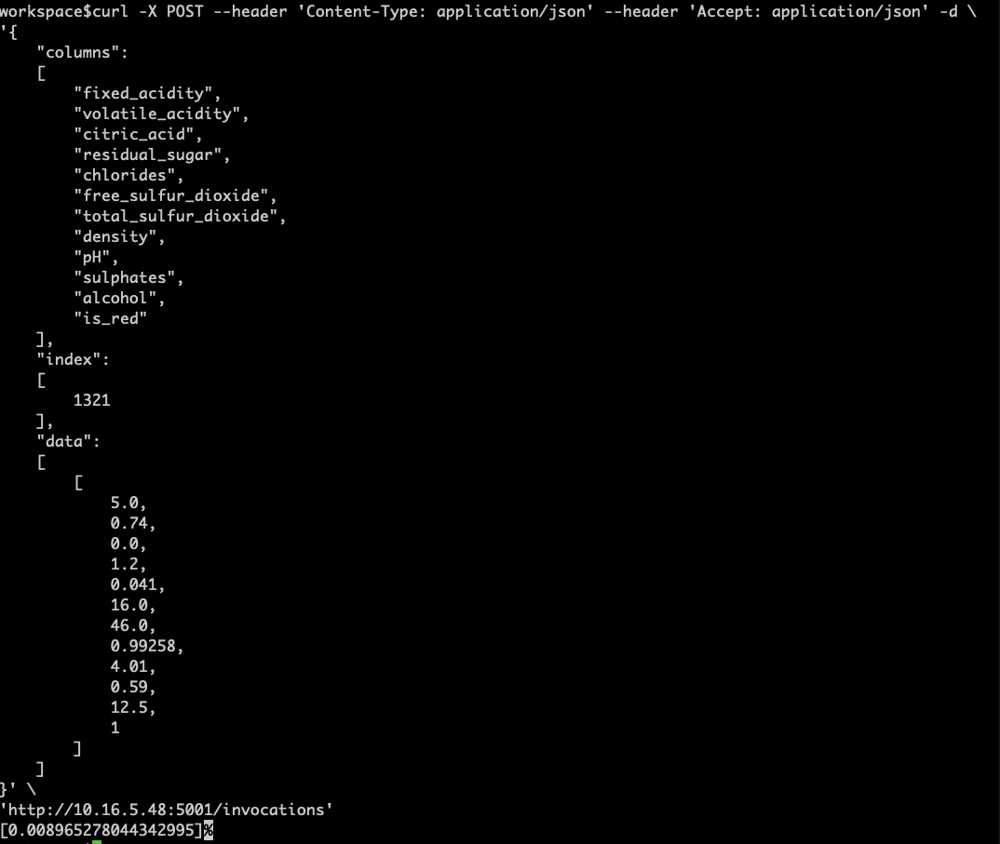 workspace$curl -X POST --header 'Content-Type: application/json' --header 'Accept: application/json' -d \
'{
    "columns":
    [
        "fixed_acidity",
        "volatile_acidity",
        "citric_acid",
        "residual_sugar",
        "chlorides",
        "free_sulfur_dioxide",
        "total_sulfur_dioxide",
        "density",
        "pH",
        "sulphates",
        "alcohol",
        "is_red"
    ],
    "index":
    [
        1321
    ],
    "data":
    [
        [
            5.0,
            0.74,
            0.0,
            1.2,
            0.041,
            16.0,
            46.0,
            0.99258,
            4.01,
            0.59,
            12.5,
            1
        ]
    ]
}' \
'http://10.16.5.48:5001/invocations'
[0.008965278044342995]%